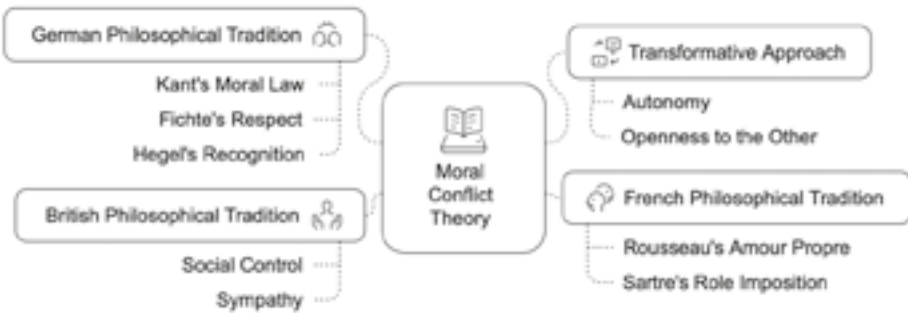 German Philosophical Tradition
Kant's Moral Law
Fichte's Respect
Hegel's Recognition
British Philosophical Tradition
Social Control
Sympathy
Moral
Conflict
Theory
Transformative Approach
Autonomy
Openness to the Other
French Philosophical Tradition
Rousseau's Amour Propre
Sartre's Role Imposition